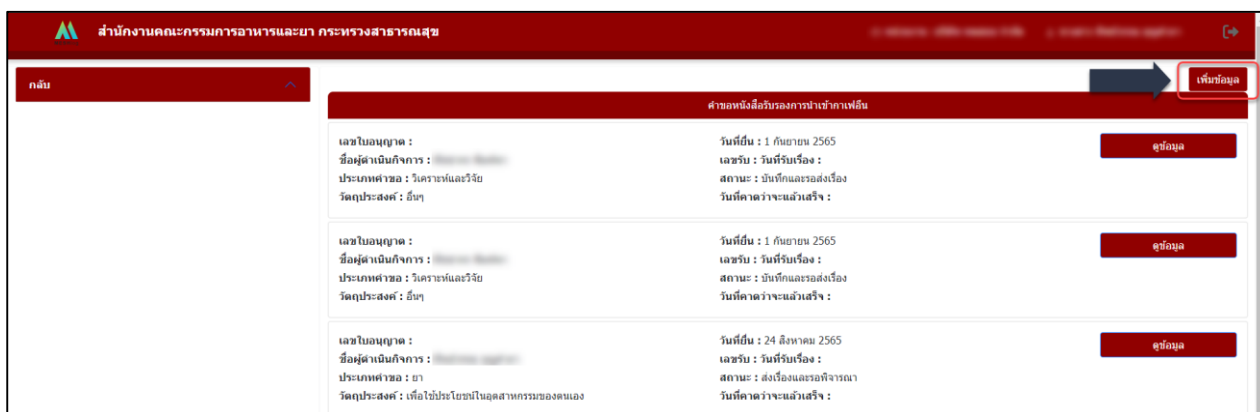 สำนักงานคณะกรรมการอาหารและยา กระทรวงสาธารณสุข
กลับ
เพิ่มข้อมูล
คำขอหนังสือรับรองการนำเข้ากาเฟอีน
เลขใบอนุญาต : วันที่ยื่น : 1 กันยายน 2565 ดูข้อมูล
ชื่อผู้ดำเนินกิจการ : เลขรับ : วันที่รับเรื่อง :
ประเภทคำขอ : วิเคราะห์และวิจัย สถานะ : บันทึกและรอส่งเรื่อง
วัตถุประสงค์ : อื่นๆ วันที่คาดว่าจะแล้วเสร็จ :
เลขใบอนุญาต : วันที่ยื่น : 1 กันยายน 2565 ดูข้อมูล
ชื่อผู้ดำเนินกิจการ : เลขรับ : วันที่รับเรื่อง :
ประเภทคำขอ : วิเคราะห์และวิจัย สถานะ : บันทึกและรอส่งเรื่อง
วัตถุประสงค์ : อื่นๆ วันที่คาดว่าจะแล้วเสร็จ :
เลขใบอนุญาต : วันที่ยื่น : 24 สิงหาคม 2565 ดูข้อมูล
ชื่อผู้ดำเนินกิจการ : เลขรับ : วันที่รับเรื่อง :
ประเภทคำขอ : ยา สถานะ : ส่งเรื่องและรอพิจารณา
วัตถุประสงค์ : เพื่อใช้ประโยชน์ในอุตสาหกรรมของตนเอง วันที่คาดว่าจะแล้วเสร็จ :